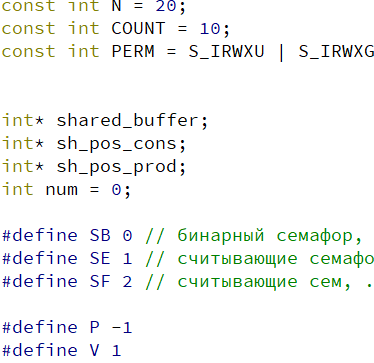 const int N = 20;
const int COUNT = 10;
const int PERM = S_IRWXU | S_IRWXG
int* shared_buffer;
int* sh_pos_cons;
int* sh_pos_prod;
int num = 0;
#define SB 0 // бинарный семафор,
#define SE 1 // считывающие семафо
#define SF 2 // считывающие сем, .
#define P -1
#define V 1